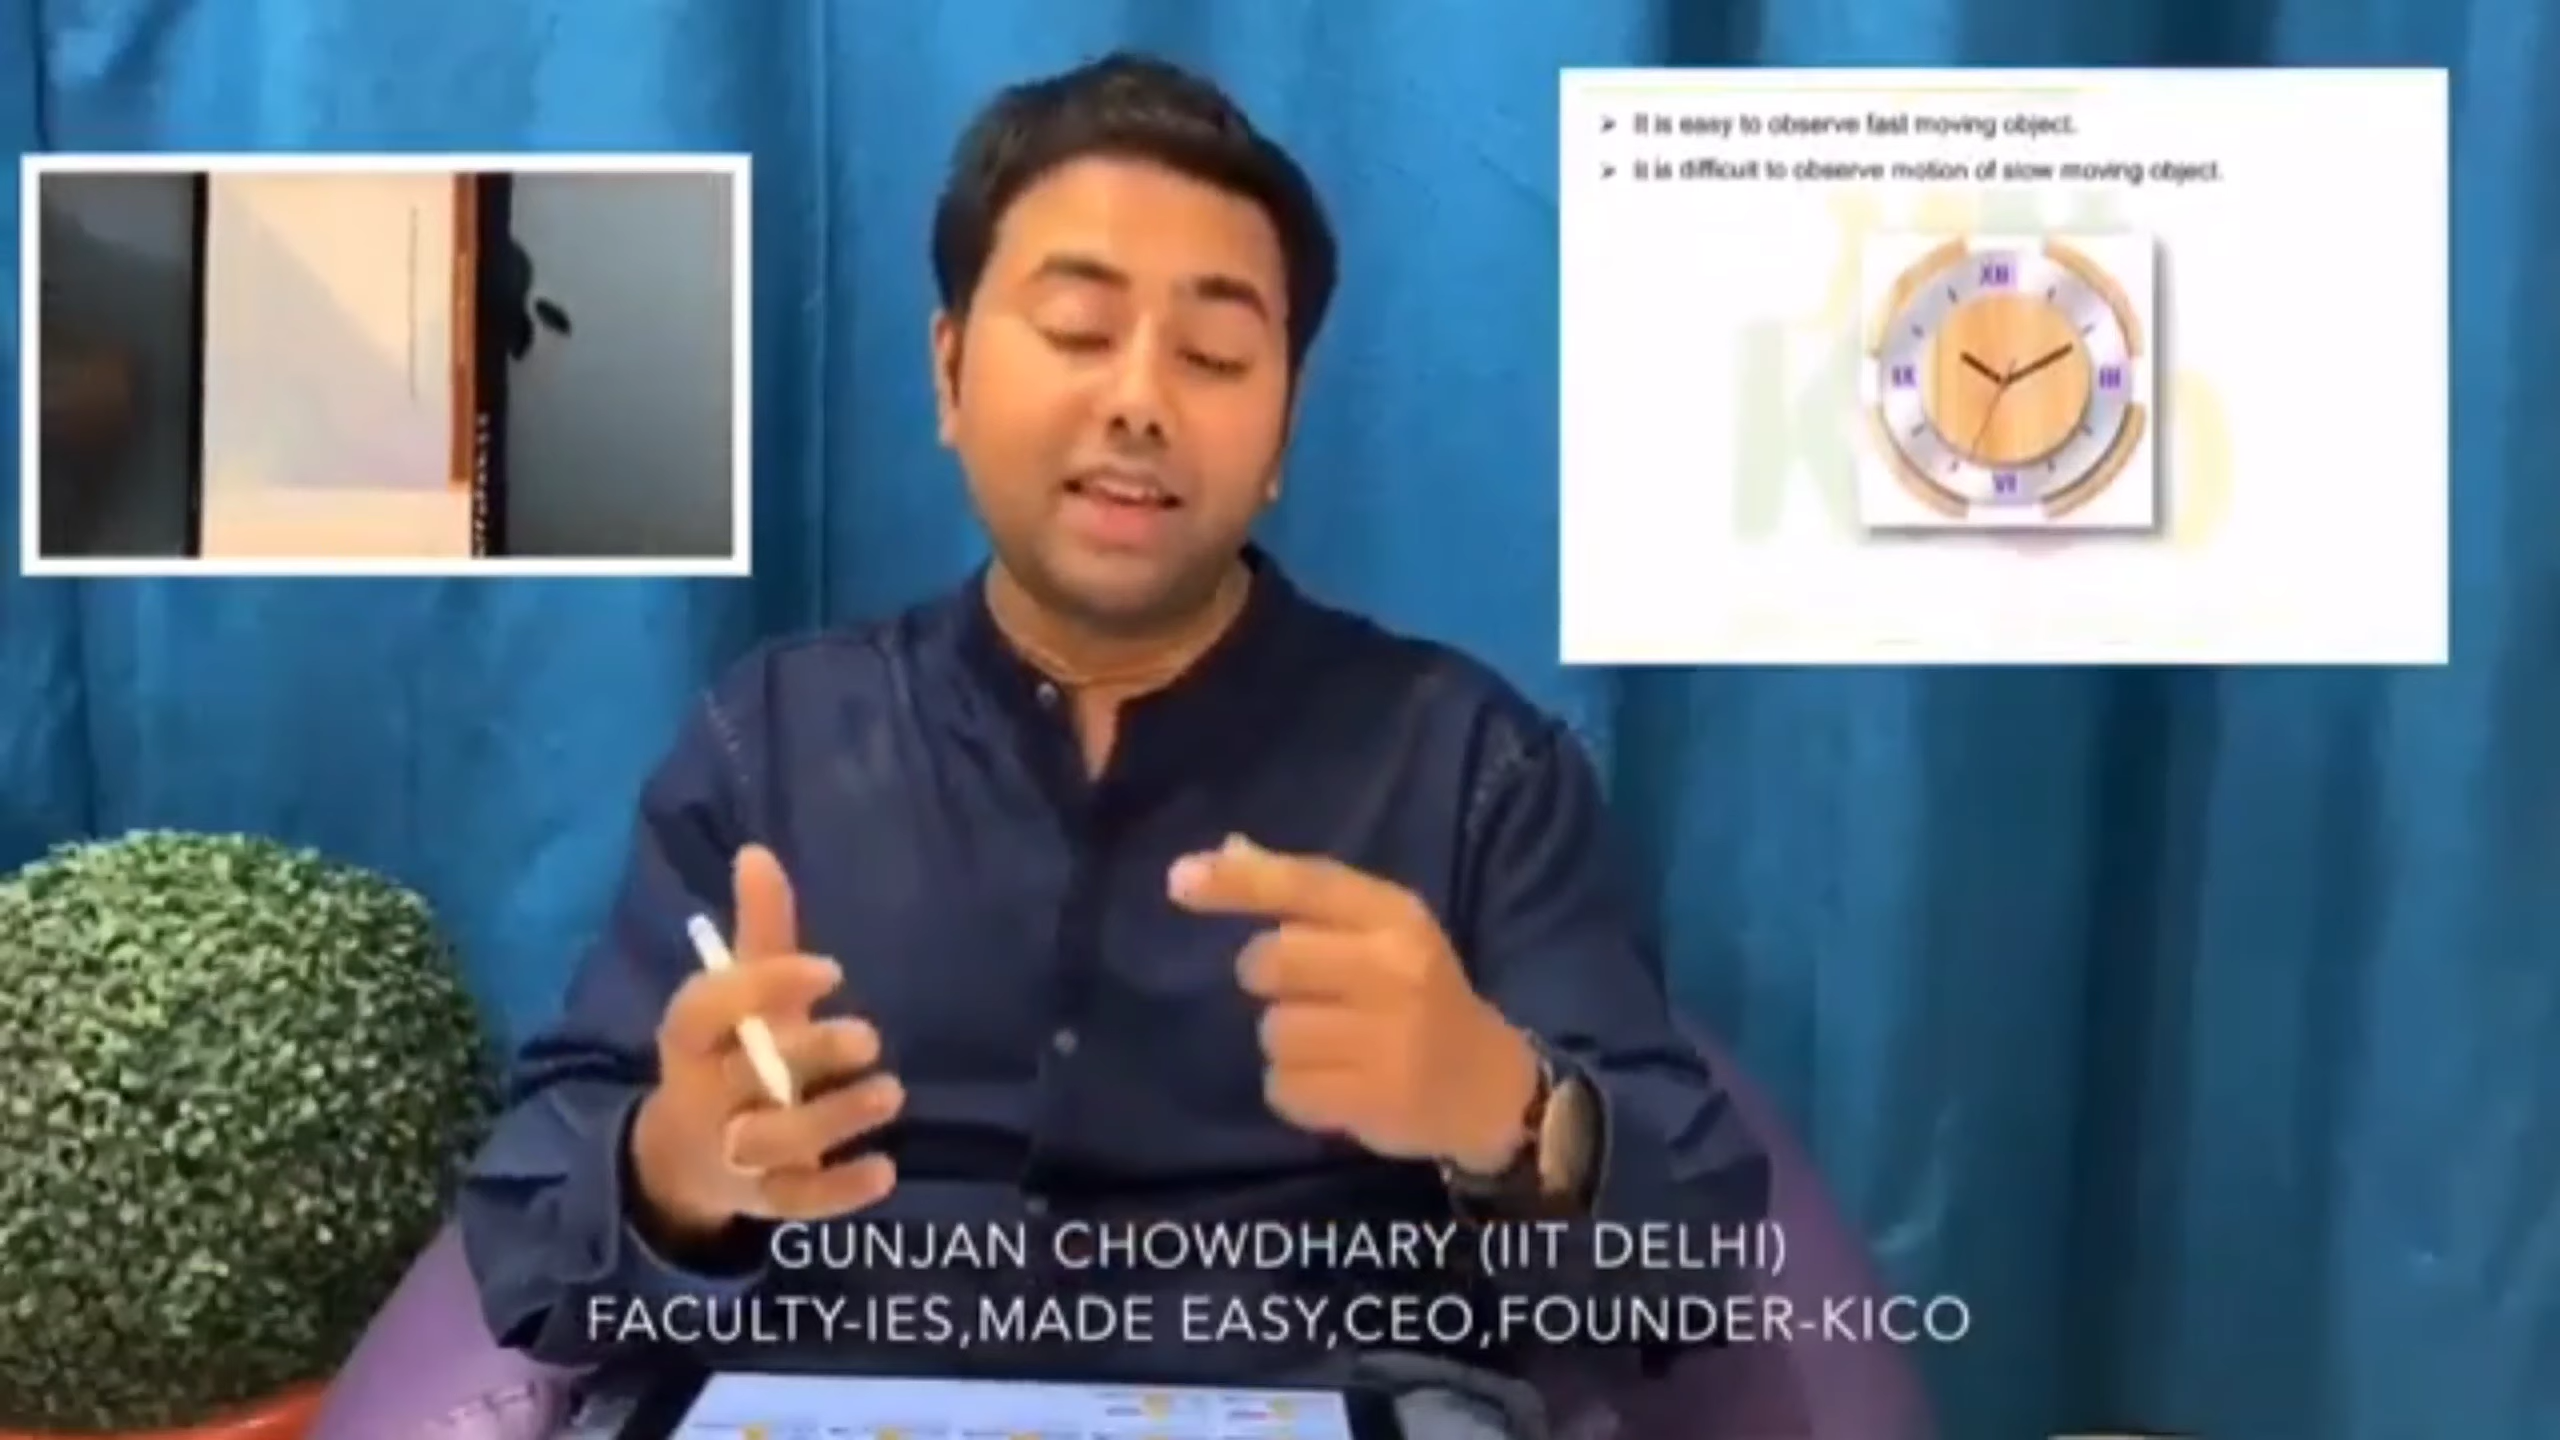 ➤ It is easy to observe fast moving object.
➤ It is difficult to observe motion of slow moving object.
XII
IX
III
VI
GUNJAN CHOWDHARY (IIT DELHI)
FACULTY-IES,MADE EASY,CEO,FOUNDER-KICO